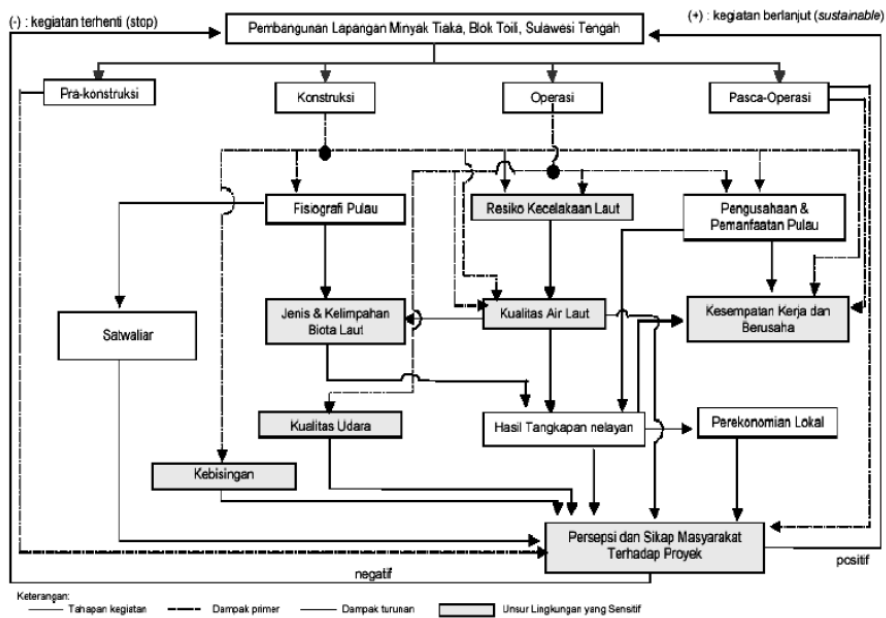 (-) : kegiatan terhenti (stop)
(+) : kegiatan berlanjut (sustainable)
Pembangunan Lapangan Minyak Tiaka, Blok Toili, Sulawesi Tengah
Pra-konstruksi
Konstruksi
Operasi
Pasca-Operasi
Fisiografi Pulau
Resiko Kecelakaan Laut
Pengusahaan &
Pemanfaatan Pulau
Satwaliar
Jenis & Kelimpahan
Biota Laut
Kualitas Air Laut
Kesempatan Kerja dan
Berusaha
Kualitas Udara
Hasil Tangkapan nelayan
Perekonomian Lokal
Kebisingan
Persepsi dan Sikap Masyarakat
Terhadap Proyek
negatif
positif
Keterangan:
Tahapan kegiatan
Dampak primer
Dampak turunan
Unsur Lingkungan yang Sensitif